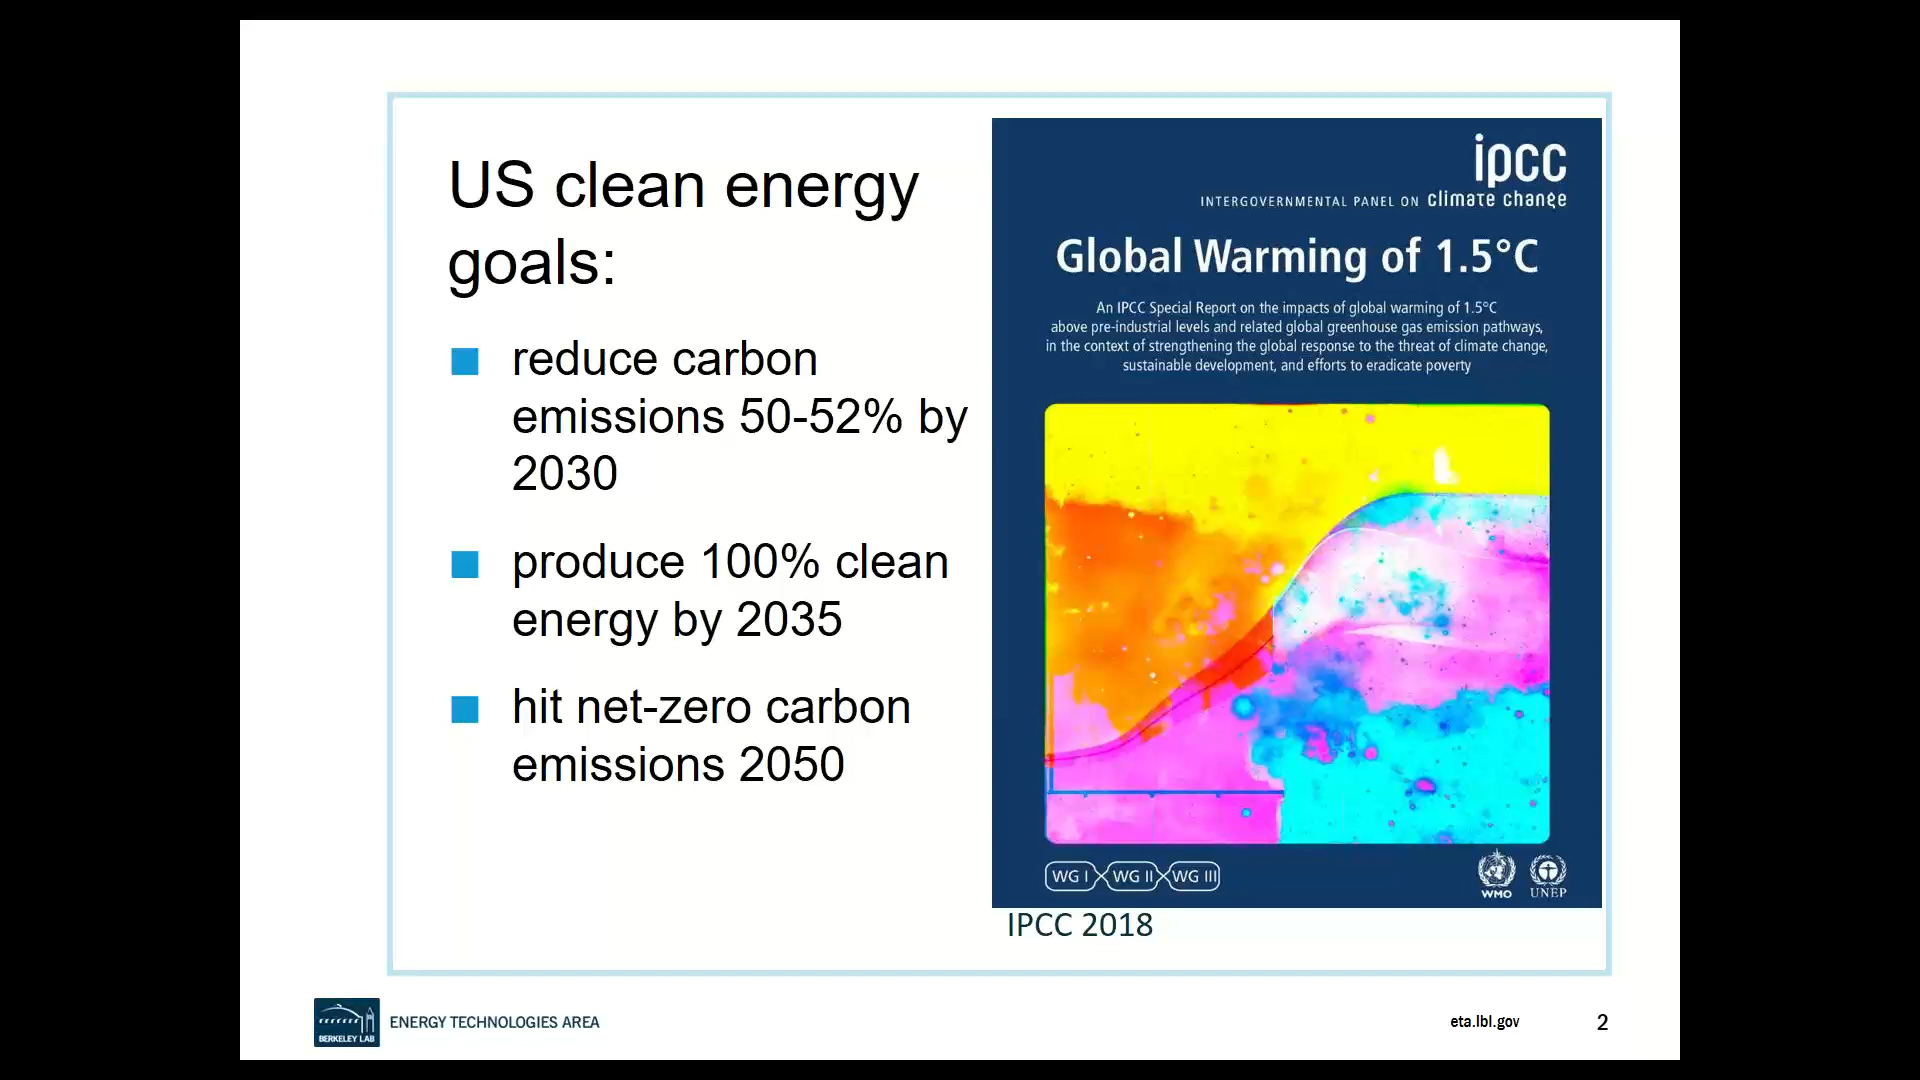 US clean energy
goals:
reduce carbon
emissions 50-52% by
2030
produce 100% clean
energy by 2035
hit net-zero carbon
emissions 2050
ipcc
INTERGOVERNMENTAL PANEL ON climate change
Global Warming of 1.5°C
An IPCC Special Report on the impacts of global warming of 1.5°C
above pre-industrial levels and related global greenhouse gas emission pathways,
in the context of strengthening the global response to the threat of climate change,
sustainable development, and efforts to eradicate poverty
WG I WG II WG III
WMO UNEP
IPCC 2018
BERKELEY LAB
ENERGY TECHNOLOGIES AREA
eta.lbl.gov
2